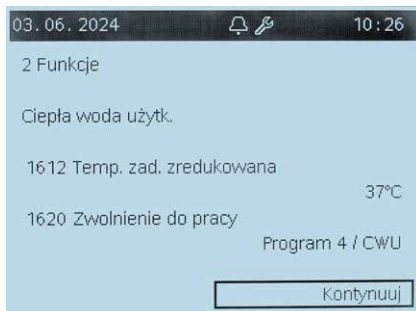 03.06.2024 10:26
2 Funkcje
Ciepła woda użytk.
1612 Temp. zad. zredukowana
37°C
1620 Zwolnienie do pracy
Program 4 / CWU
Kontynuuj